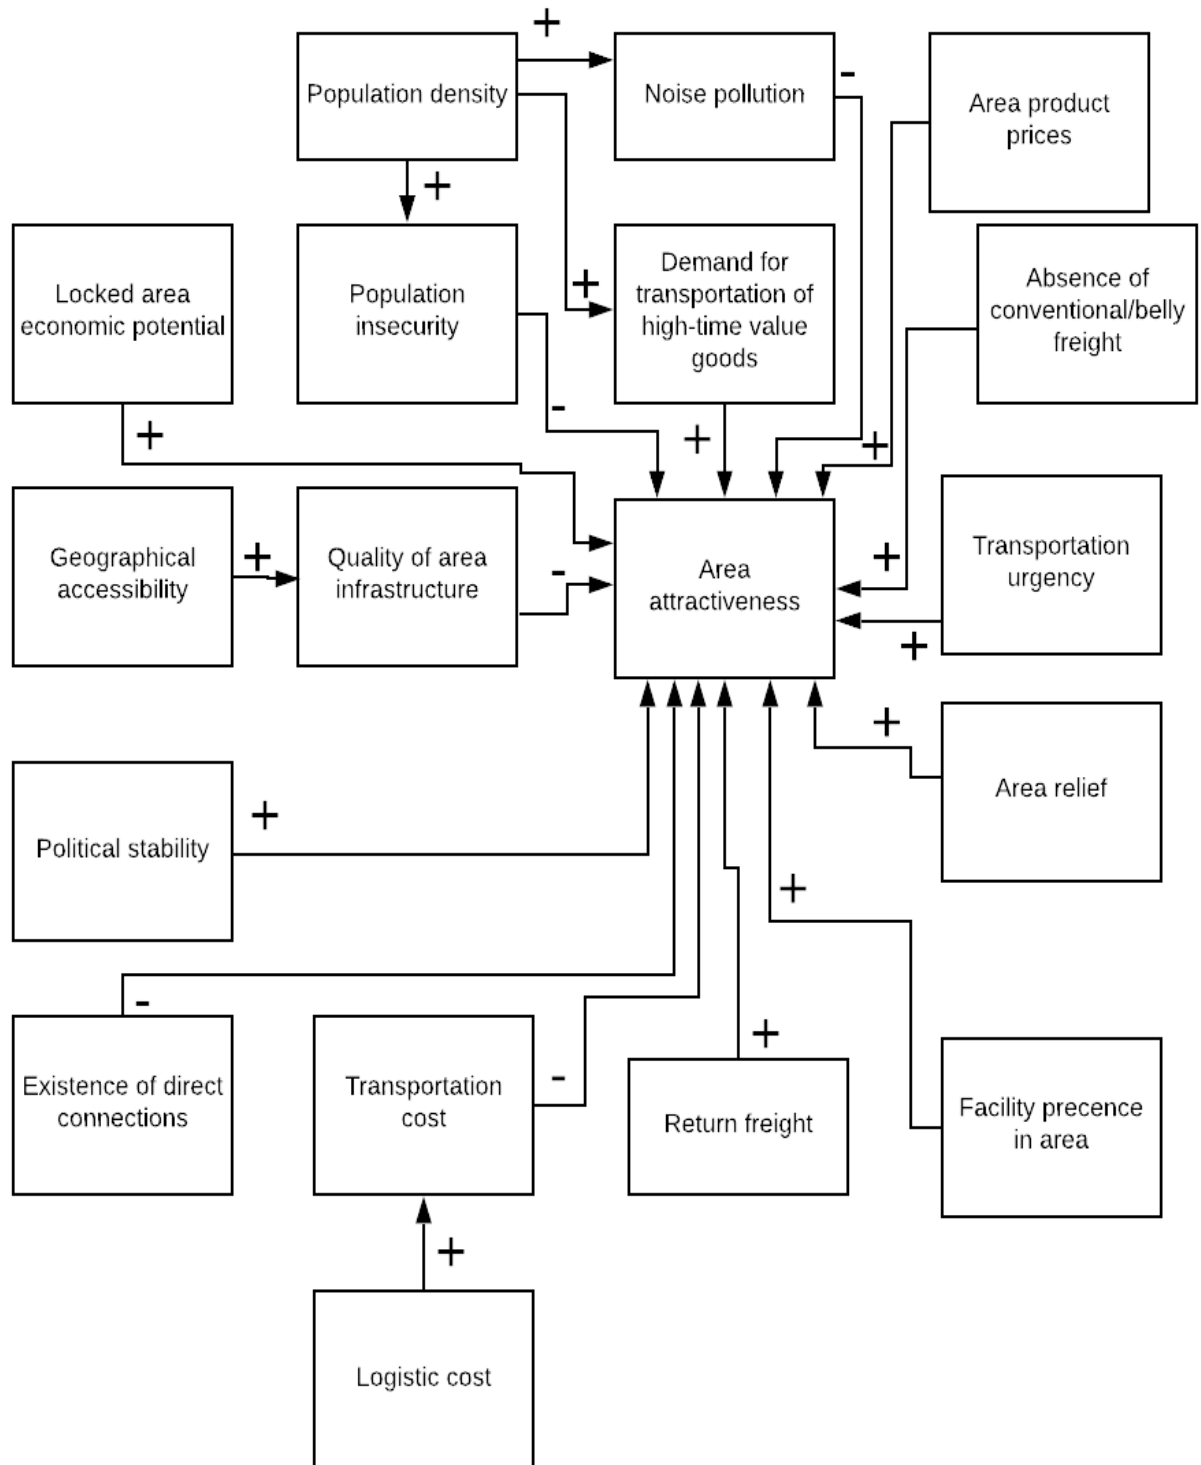 +
Population density
Noise pollution
-
Area product
prices
+
Locked area
economic potential
Population
insecurity
+
Demand for
transportation of
high-time value
goods
Absence of
conventional/belly
freight
+
-
+
+
Geographical
accessibility
+
Quality of area
infrastructure
-
Area
attractiveness
+
Transportation
urgency
+
+
Area relief
Political stability
+
+
Existence of direct
connections
-
Transportation
cost
-
Return freight
+
Facility precence
in area
+
Logistic cost